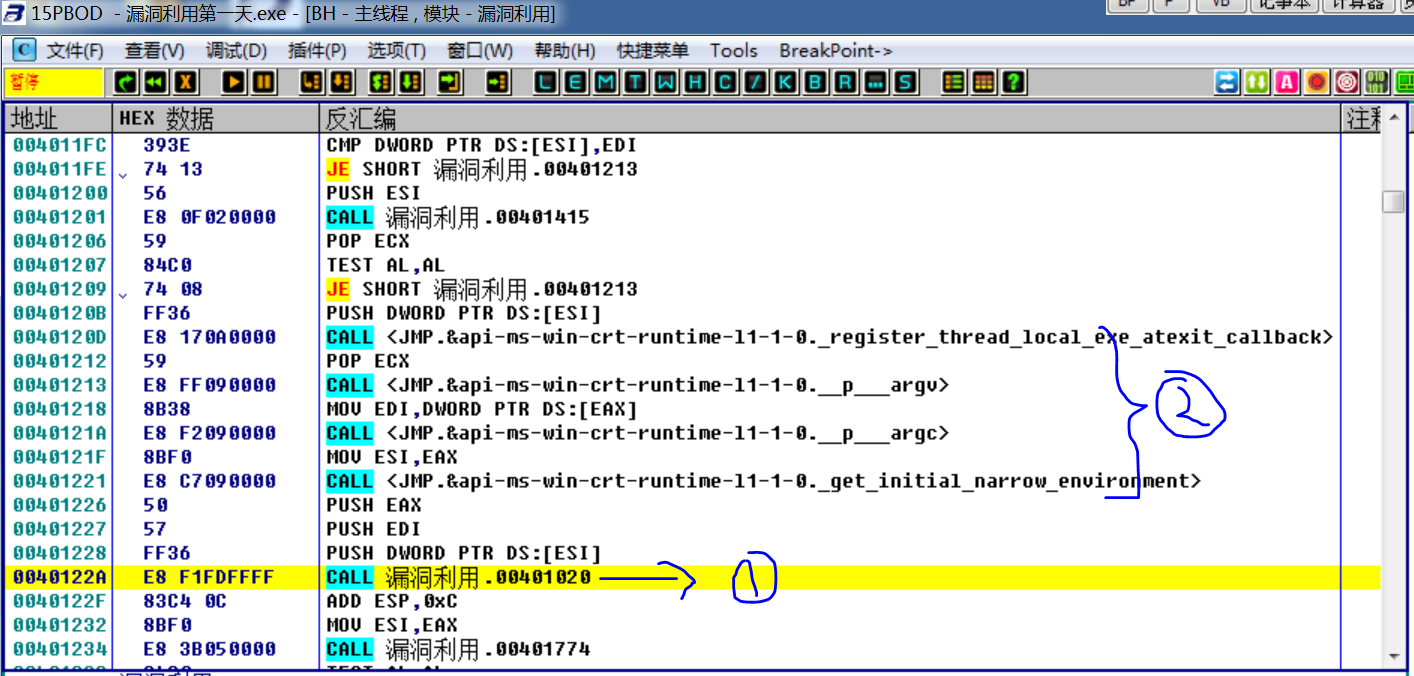 15PBOD - 漏洞利用第一天.exe - [BH - 主线程 , 模块 - 漏洞利用]
BP P VB 记事本 计算器
C 文件(F) 查看(V) 调试(D) 插件(P) 选项(T) 窗口(W) 帮助(H) 快捷菜单 Tools BreakPoint->
暂停 L E M T W H C / K B R ... S ? A
地址 HEX 数据 反汇编
004011FC 393E CMP DWORD PTR DS:[ESI],EDI
004011FE 74 13 JE SHORT 漏洞利用.00401213
00401200 56 PUSH ESI
00401201 E8 0F020000 CALL 漏洞利用.00401415
00401206 59 POP ECX
00401207 84C0 TEST AL,AL
00401209 74 08 JE SHORT 漏洞利用.00401213
0040120B FF36 PUSH DWORD PTR DS:[ESI]
0040120D E8 170A0000 CALL <JMP.&api-ms-win-crt-runtime-l1-1-0._register_thread_local_exe_atexit_callback>
00401212 59 POP ECX
00401213 E8 FF090000 CALL <JMP.&api-ms-win-crt-runtime-l1-1-0.__p___argv>
00401218 8B38 MOV EDI,DWORD PTR DS:[EAX]
0040121A E8 F2090000 CALL <JMP.&api-ms-win-crt-runtime-l1-1-0.__p___argc>
0040121F 8BF0 MOV ESI,EAX
00401221 E8 C7090000 CALL <JMP.&api-ms-win-crt-runtime-l1-1-0._get_initial_narrow_environment>
00401226 50 PUSH EAX
00401227 57 PUSH EDI
00401228 FF36 PUSH DWORD PTR DS:[ESI]
0040122A E8 F1FDFFFF CALL 漏洞利用.00401020 → ①
0040122F 83C4 0C ADD ESP,0xC
00401232 8BF0 MOV ESI,EAX
00401234 E8 3B050000 CALL 漏洞利用.00401774
②